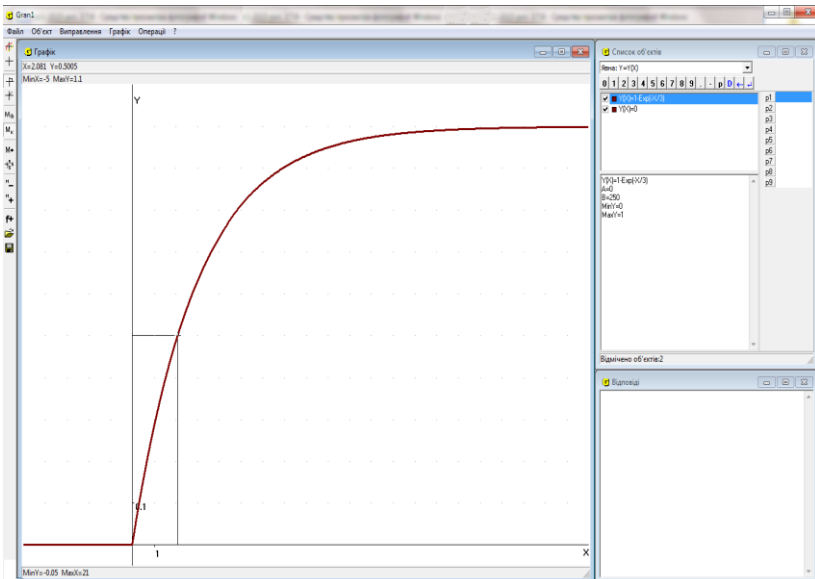 Gran1
Файл Об'єкт Виправлення Графік Операції ?
Графік
X=2.081 Y=0.5005
MinX=-5 MaxY=1.1
Y
0.1
1
X
MinY=-0.05 MaxX=21
Список об'єктів
Явна: Y=Y(X)
0 1 2 3 4 5 6 7 8 9 . - p D ← ↵
Y(X)=1-Exp(-X/3)
Y(X)=0
p1
p2
p3
p4
p5
p6
p7
p8
p9
Y(X)=1-Exp(-X/3)
A=0
B=250
MinY=0
MaxY=1
Відмічено об'єктів:2
Відповіді